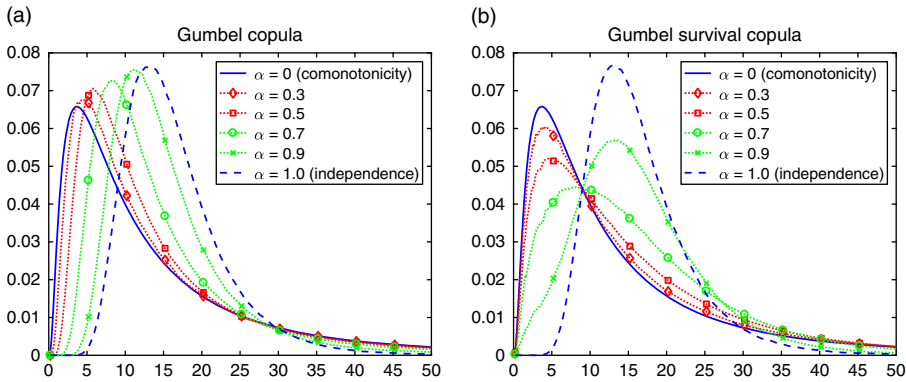 (a)
Gumbel copula
0.08
0.07
0.06
0.05
0.04
0.03
0.02
0.01
0
0 5 10 15 20 25 30 35 40 45 50
α = 0 (comonotonicity)
α = 0.3
α = 0.5
α = 0.7
α = 0.9
α = 1.0 (independence)
(b)
Gumbel survival copula
0.08
0.07
0.06
0.05
0.04
0.03
0.02
0.01
0
0 5 10 15 20 25 30 35 40 45 50
α = 0 (comonotonicity)
α = 0.3
α = 0.5
α = 0.7
α = 0.9
α = 1.0 (independence)